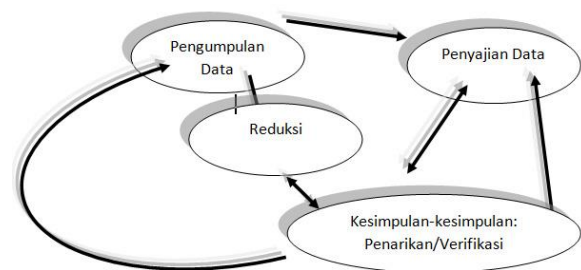 Pengumpulan
Data
Penyajian Data
Reduksi
Kesimpulan-kesimpulan:
Penarikan/Verifikasi